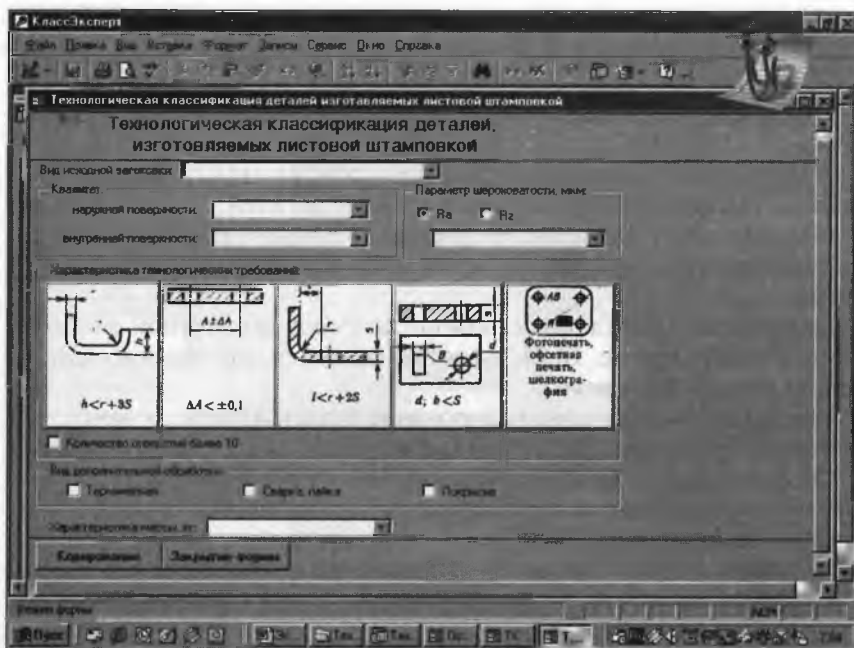 КлассЭксперт
Файл Правка Вид Вставка Формат Записи Сервис Окно Справка
Технологическая классификация деталей изготавляемых листовой штамповкой
Технологическая классификация деталей,
изготовляемых листовой штамповкой
Вид исходной заготовки:
Квалитет: Параметр шероховатости, мкм:
наружной поверхности: Ra Rz
внутренней поверхности:
Характеристика технологических требований:
A±ΔA
h<r+3S
ΔA<±0,1
r
l<r+2S
d
B
d; b<S
AB
Фотопечать,
офсетная
печать,
шелкогра-
фия
Количество отверстий более 10
Вид дополнительной обработки:
Термическая Сварка, пайка Покрытие
Характеристика массы, кг:
Кодирование Закрытие формы
Режим формы NUM
Пуск